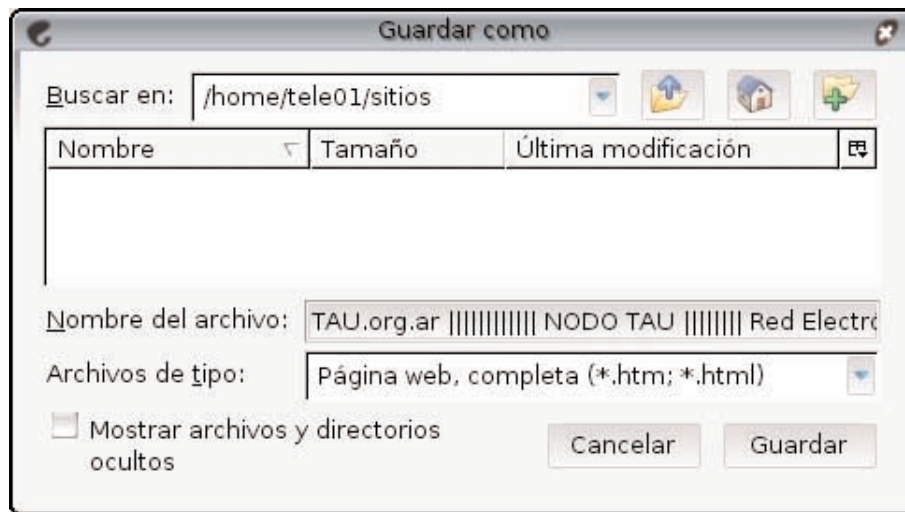 Guardar como
Buscar en: /home/tele01/sitios
Nombre Tamaño Última modificación
Nombre del archivo: TAU.org.ar |||||||||||| NODO TAU |||||||| Red Electró
Archivos de tipo: Página web, completa (*.htm; *.html)
Mostrar archivos y directorios
ocultos
Cancelar Guardar